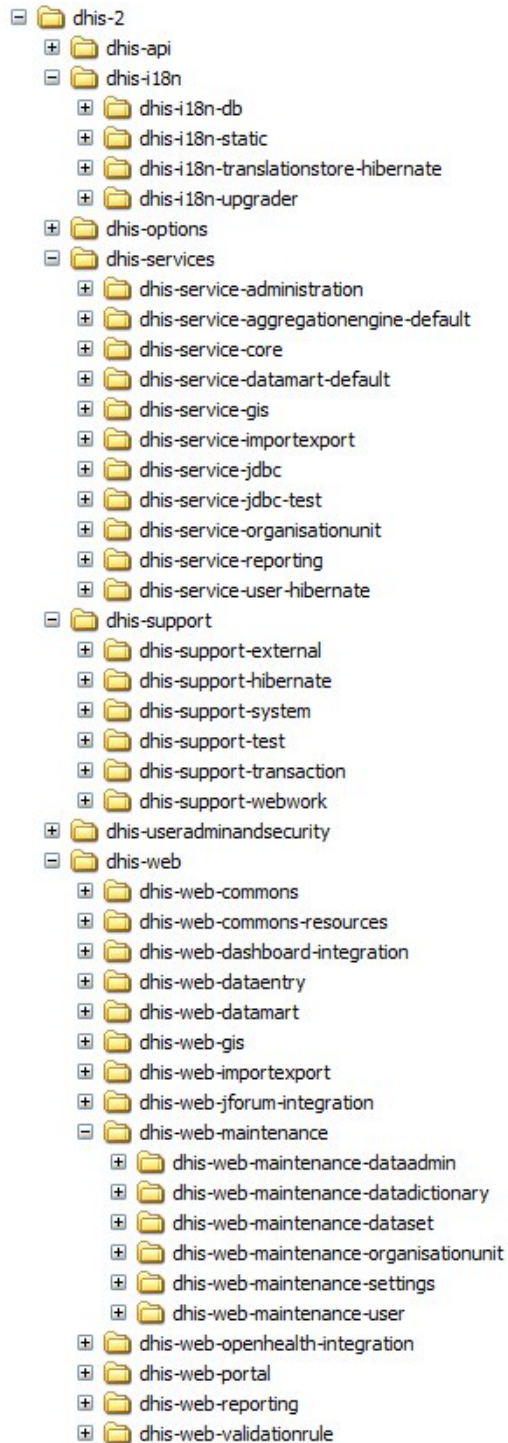 dhis-2
dhis-api
dhis-i18n
dhis-i18n-db
dhis-i18n-static
dhis-i18n-translationstore-hibernate
dhis-i18n-upgrader
dhis-options
dhis-services
dhis-service-administration
dhis-service-aggregationengine-default
dhis-service-core
dhis-service-datamart-default
dhis-service-gis
dhis-service-importexport
dhis-service-jdbc
dhis-service-jdbc-test
dhis-service-organisationunit
dhis-service-reporting
dhis-service-user-hibernate
dhis-support
dhis-support-external
dhis-support-hibernate
dhis-support-system
dhis-support-test
dhis-support-transaction
dhis-support-webwork
dhis-useradminandsecurity
dhis-web
dhis-web-commons
dhis-web-commons-resources
dhis-web-dashboard-integration
dhis-web-dataentry
dhis-web-datamart
dhis-web-gis
dhis-web-importexport
dhis-web-jforum-integration
dhis-web-maintenance
dhis-web-maintenance-dataadmin
dhis-web-maintenance-datadictionary
dhis-web-maintenance-dataset
dhis-web-maintenance-organisationunit
dhis-web-maintenance-settings
dhis-web-maintenance-user
dhis-web-openhealth-integration
dhis-web-portal
dhis-web-reporting
dhis-web-validationrule